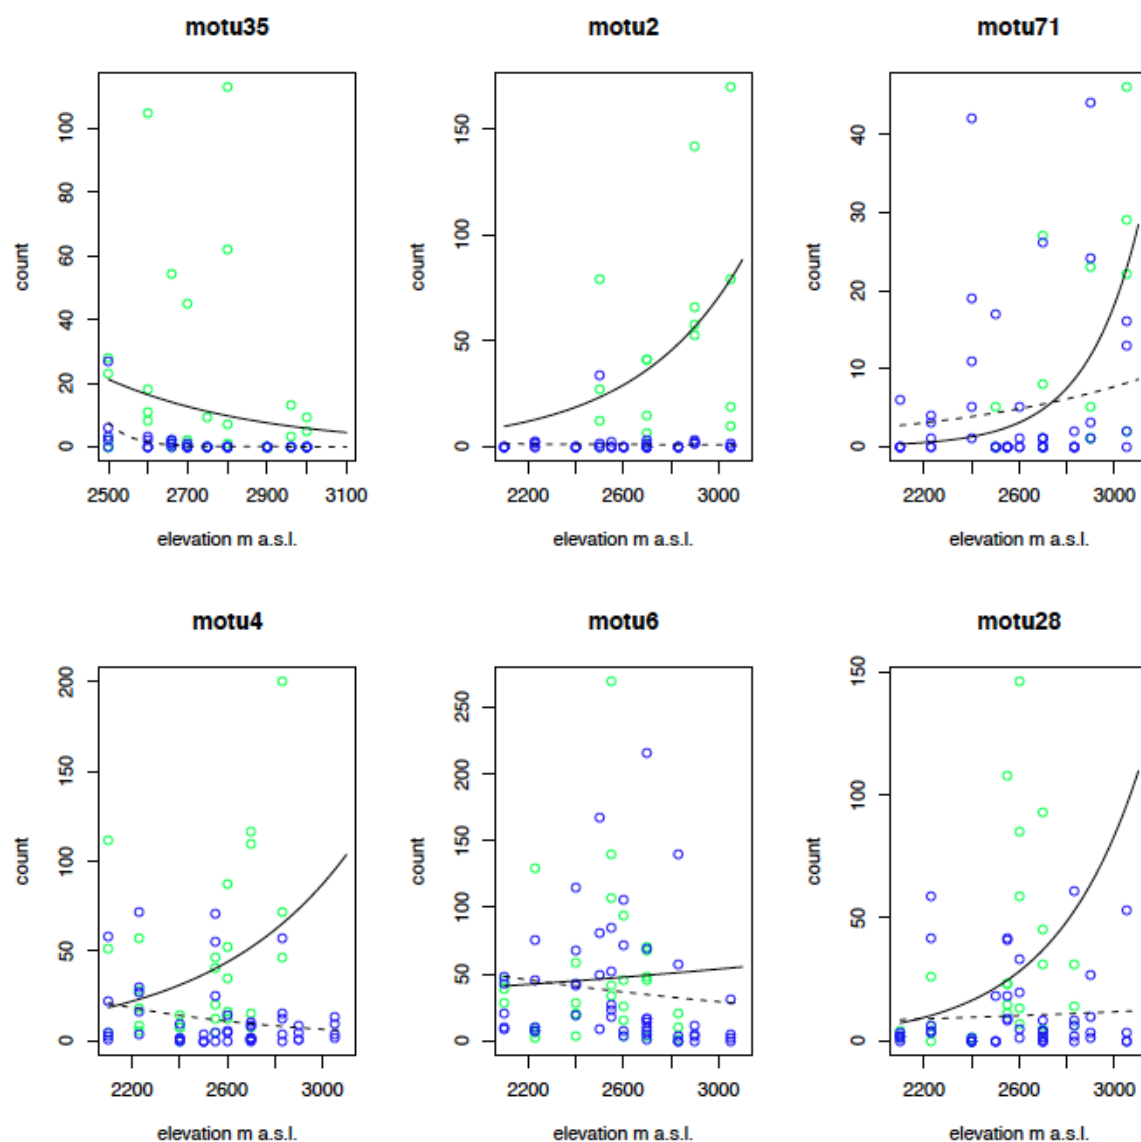 motu35 motu2 motu71
count 0 20 40 60 80 100
2500 2700 2900 3100
elevation m a.s.l.
count 0 50 100 150
2200 2600 3000
elevation m a.s.l.
count 0 10 20 30 40
2200 2600 3000
elevation m a.s.l.
motu4 motu6 motu28
count 0 50 100 150 200
2200 2600 3000
elevation m a.s.l.
count 0 50 100 150 200 250
2200 2600 3000
elevation m a.s.l.
count 0 50 100 150
2200 2600 3000
elevation m a.s.l.